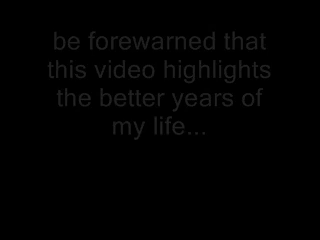 be forewarned that
this video highlights
the better years of
my life...